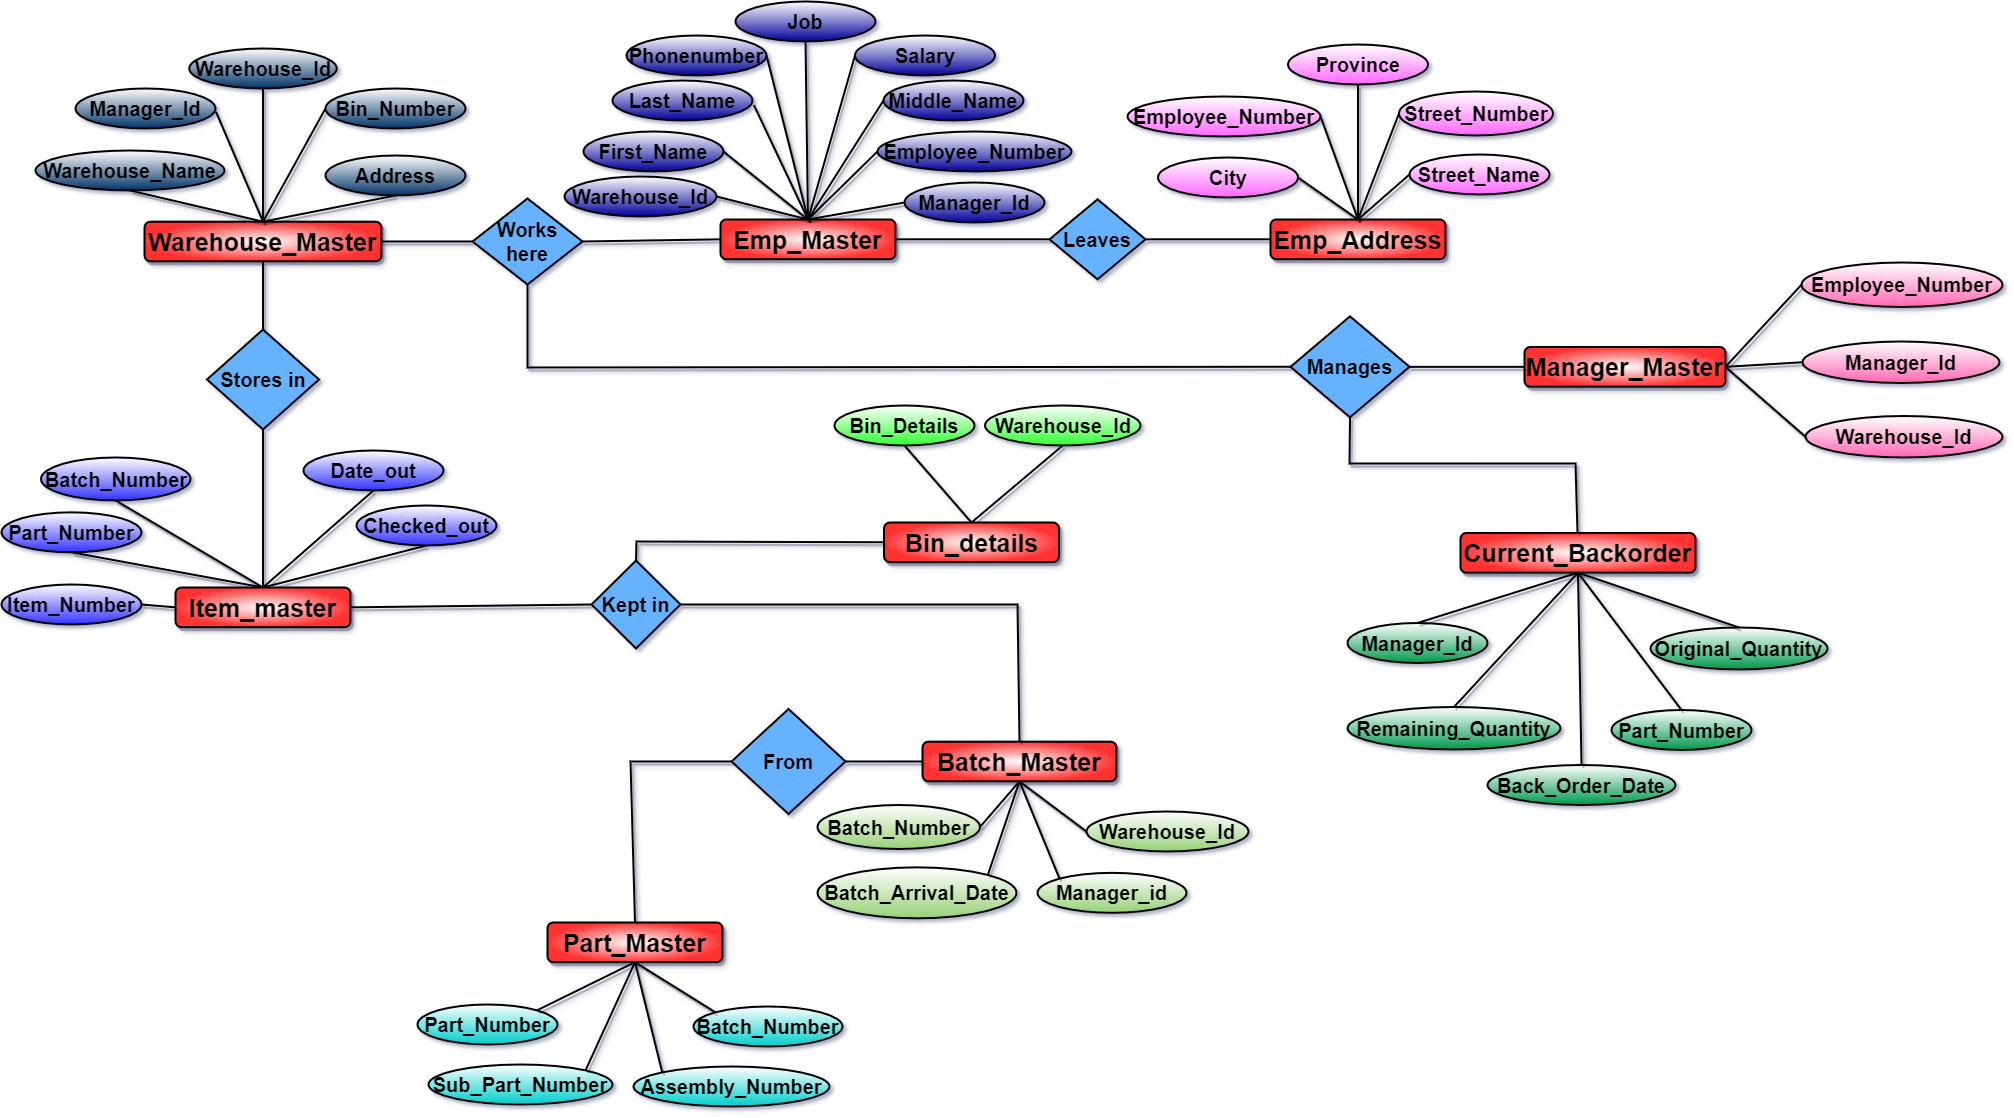 Job
Phonenumber
Salary
Province
Warehouse_Id
Last_Name
Middle_Name
Manager_Id
Bin_Number
Employee_Number
Street_Number
First_Name
Employee_Number
Warehouse_Name
Address
City
Street_Name
Warehouse_Id
Manager_Id
Warehouse_Master
Works
here
Emp_Master
Leaves
Emp_Address
Employee_Number
Manager_Id
Stores in
Manages
Manager_Master
Bin_Details
Warehouse_Id
Warehouse_Id
Batch_Number
Date_out
Part_Number
Checked_out
Bin_details
Current_Backorder
Item_Number
Item_master
Kept in
Manager_Id
Original_Quantity
Remaining_Quantity
Part_Number
From
Batch_Master
Back_Order_Date
Batch_Number
Warehouse_Id
Batch_Arrival_Date
Manager_id
Part_Master
Part_Number
Batch_Number
Sub_Part_Number
Assembly_Number